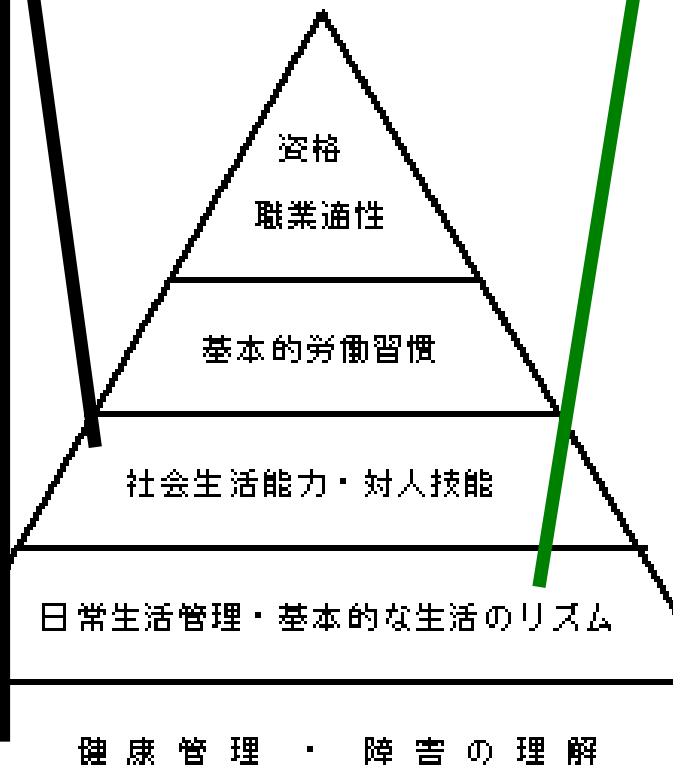 資格
職業適性
基本的労働習慣
社会生活能力・対人技能
日常生活管理・基本的な生活のリズム
健康管理・障害の理解